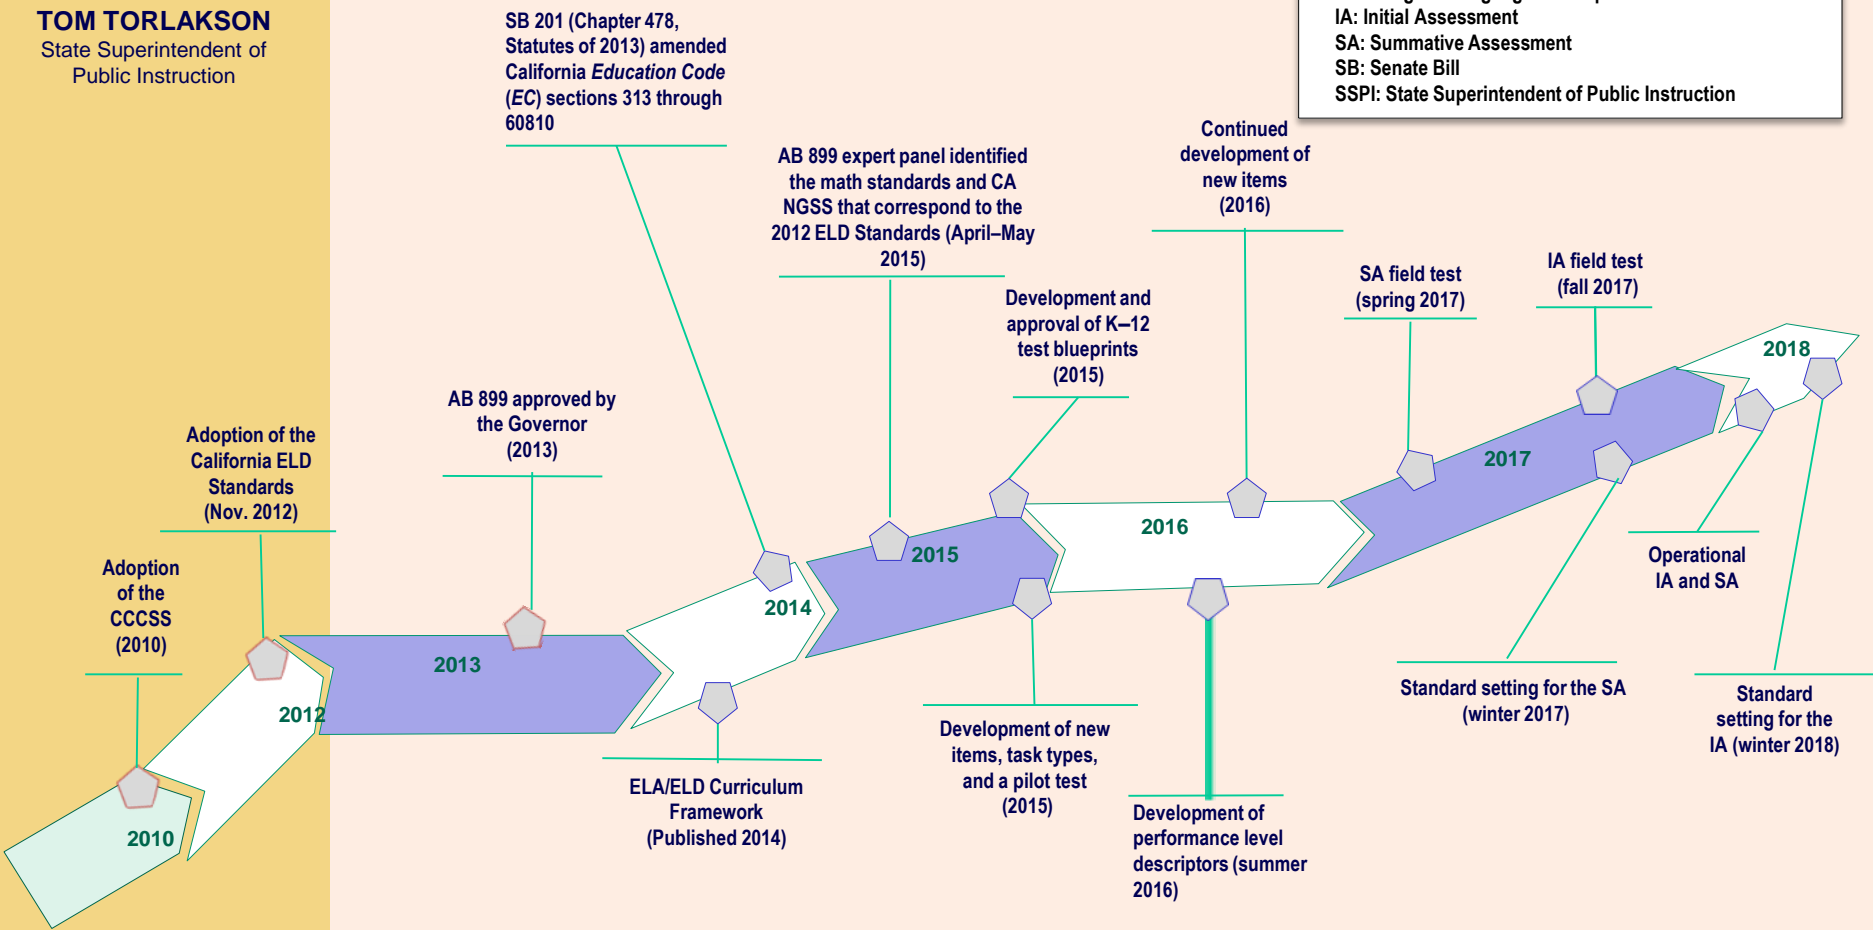 TOM TORLAKSON
State Superintendent of
Public Instruction
SB 201 (Chapter 478,
Statutes of 2013) amended
California Education Code
(EC) sections 313 through
60810
IA: Initial Assessment
SA: Summative Assessment
SB: Senate Bill
SSPI: State Superintendent of Public Instruction
AB 899 expert panel identified
the math standards and CA
NGSS that correspond to the
2012 ELD Standards (April–May
2015)
Continued
development of
new items
(2016)
Development and
approval of K–12
test blueprints
(2015)
SA field test
(spring 2017)
IA field test
(fall 2017)
AB 899 approved by
the Governor
(2013)
Adoption of the
California ELD
Standards
(Nov. 2012)
Adoption
of the
CCCSS
(2010)
2010
2012
2013
2014
2015
2016
2017
2018
ELA/ELD Curriculum
Framework
(Published 2014)
Development of new
items, task types,
and a pilot test
(2015)
Development of
performance level
descriptors (summer
2016)
Standard setting for the SA
(winter 2017)
Operational
IA and SA
Standard
setting for the
IA (winter 2018)